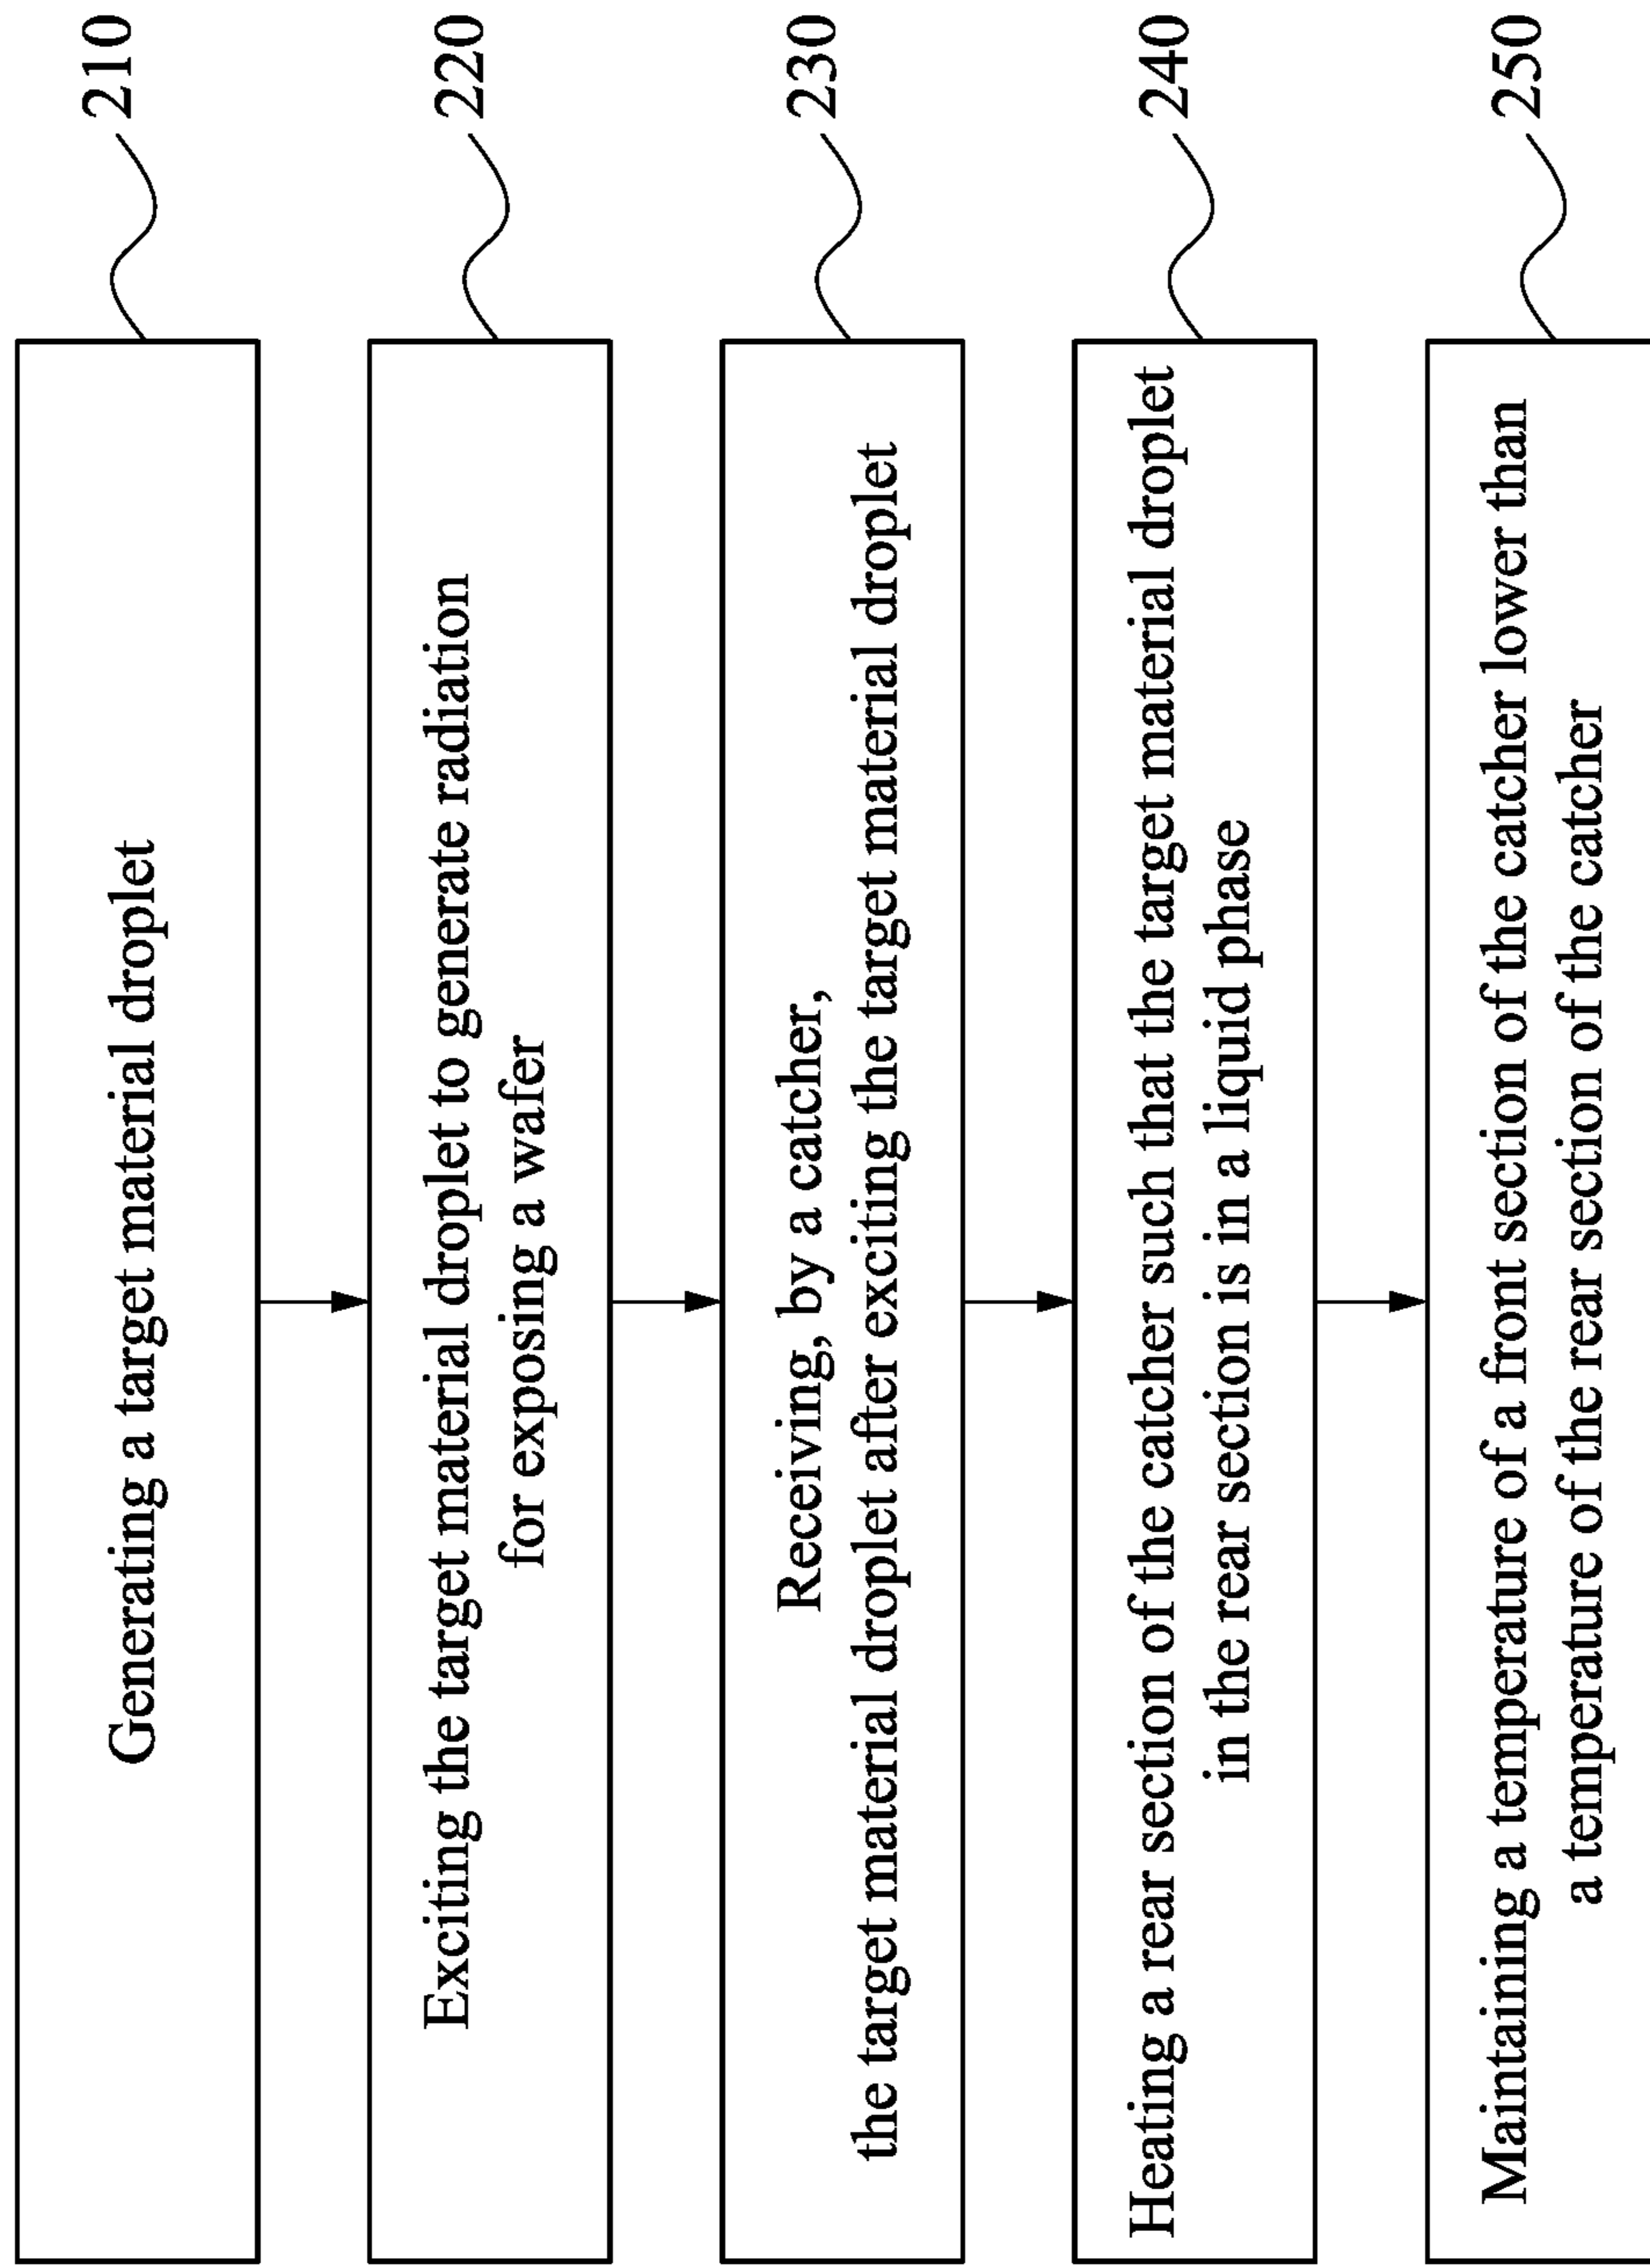 Generating a target material droplet
210
Exciting the target material droplet to generate radiation
for exposing a wafer
220
Receiving, by a catcher,
the target material droplet after exciting the target material droplet
230
Heating a rear section of the catcher such that the target material droplet
in the rear section is in a liquid phase
240
Maintaining a temperature of a front section of the catcher lower than
a temperature of the rear section of the catcher
250